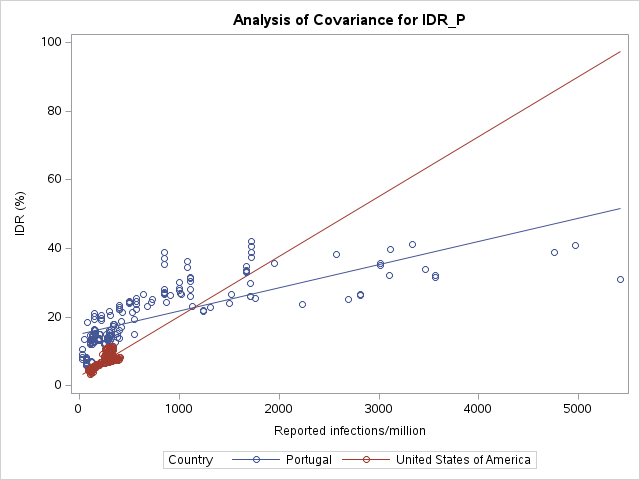 Analysis of Covariance for IDR_P
100
80
60
40
20
0
IDR (%)
0 1000 2000 3000 4000 5000
Reported infections/million
Country Portugal United States of America